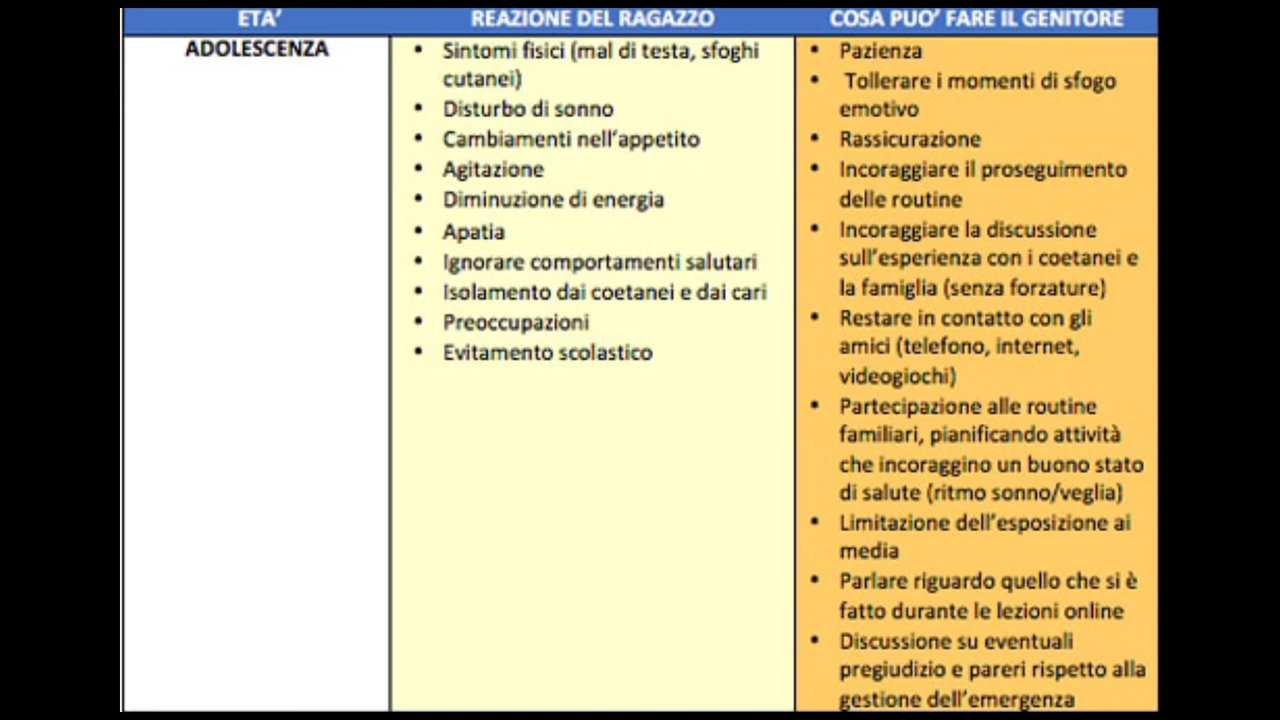 ETA’
REAZIONE DEL RAGAZZO
COSA PUO’ FARE IL GENITORE
ADOLESCENZA
• Sintomi fisici (mal di testa, sfoghi
cutanei)
• Disturbo di sonno
• Cambiamenti nell’appetito
• Agitazione
• Diminuzione di energia
• Apatia
• Ignorare comportamenti salutari
• Isolamento dai coetanei e dai cari
• Preoccupazioni
• Evitamento scolastico
• Pazienza
• Tollerare i momenti di sfogo
emotivo
• Rassicurazione
• Incoraggiare il proseguimento
delle routine
• Incoraggiare la discussione
sull’esperienza con i coetanei e
la famiglia (senza forzature)
• Restare in contatto con gli
amici (telefono, internet,
videogiochi)
• Partecipazione alle routine
familiari, pianificando attività
che incoraggino un buono stato
di salute (ritmo sonno/veglia)
• Limitazione dell’esposizione ai
media
• Parlare riguardo quello che si è
fatto durante le lezioni online
• Discussione su eventuali
pregiudizio e pareri rispetto alla
gestione dell’emergenza